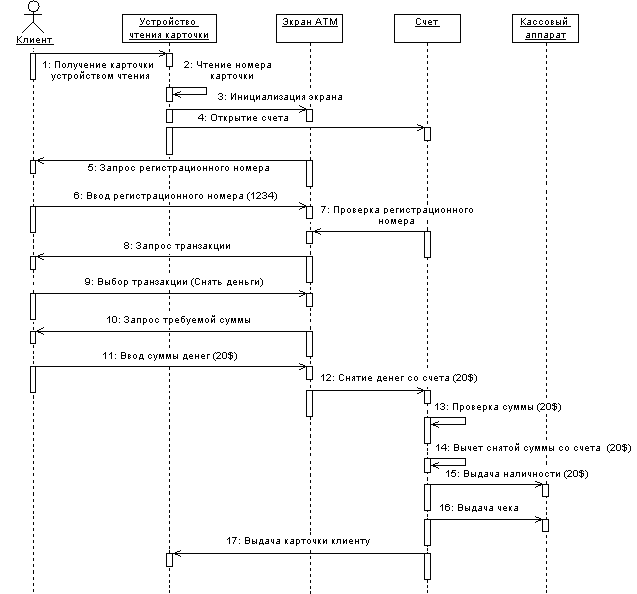 Клиент
Устройство
чтения карточки
Экран АТМ
Счет
Кассовый
аппарат
1: Получение карточки
устройством чтения
2: Чтение номера
карточки
3: Инициализация экрана
4: Открытие счета
5: Запрос регистрационного номера
6: Ввод регистрационного номера (1234)
7: Проверка регистрационного
номера
8: Запрос транзакции
9: Выбор транзакции (Снять деньги)
10: Запрос требуемой суммы
11: Ввод суммы денег (20$)
12: Снятие денег со счета (20$)
13: Проверка суммы (20$)
14: Вычет снятой суммы со счета (20$)
15: Выдача наличности (20$)
16: Выдача чека
17: Выдача карточки клиенту